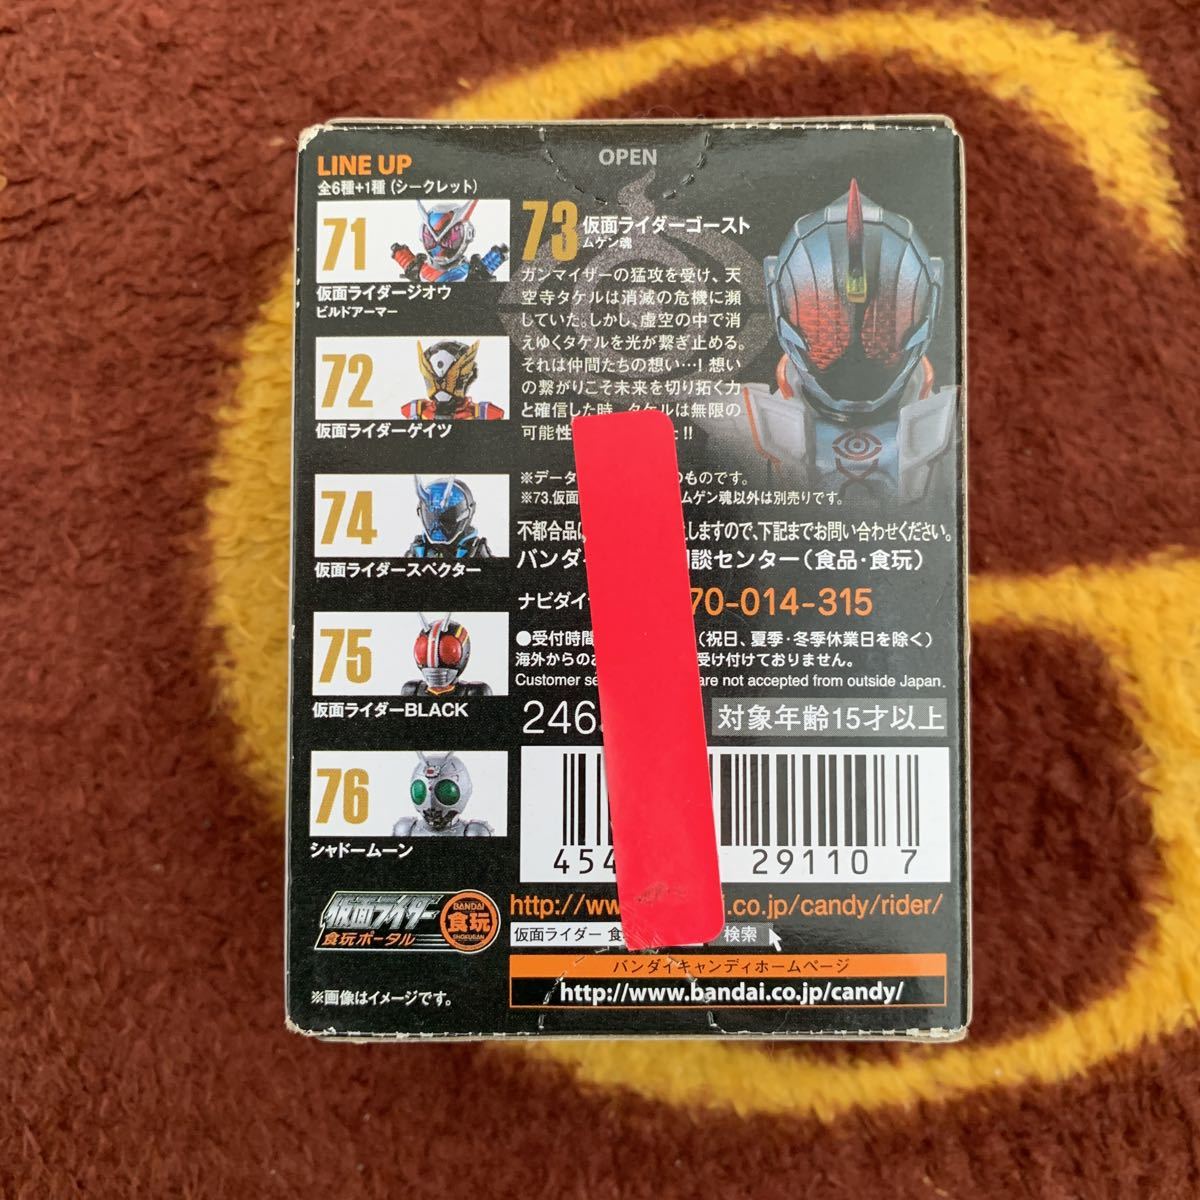 LINE UP
全6種+1種(シークレット)
71
仮面ライダージオウ
ビルドアーマー
72
仮面ライダーゲイツ
74
仮面ライダースペクター
75
仮面ライダーBLACK
76
シャドームーン
仮面ライダー
食玩ポータル
BANDAI
食玩
SHOKUGAN
※画像はイメージです。
OPEN
73 仮面ライダーゴースト
ムゲン魂
ガンマイザーの猛攻を受け、天
空寺タケルは消滅の危機に瀕
していた。しかし、虚空の中で消
えゆくタケルを光が繋ぎ止める。
それは仲間たちの想い…!想い
の繋がりこそ未来を切り拓く力
と確信した時、タケルは無限の
可能性 !!
※データ のものです。
※73.仮面 ムゲン魂以外は別売りです。
不都合品は しますので、下記までお問い合わせください。
バンダイ 談センター(食品・食玩)
ナビダイ 70-014-315
●受付時間 (祝日、夏季・冬季休業日を除く)
海外からのお 受け付けておりません。
Customer se are not accepted from outside Japan.
246 対象年齢15才以上
454 29110 7
http://ww ai.co.jp/candy/rider/
仮面ライダー 食 検索
バンダイキャンディホームページ
http://www.bandai.co.jp/candy/